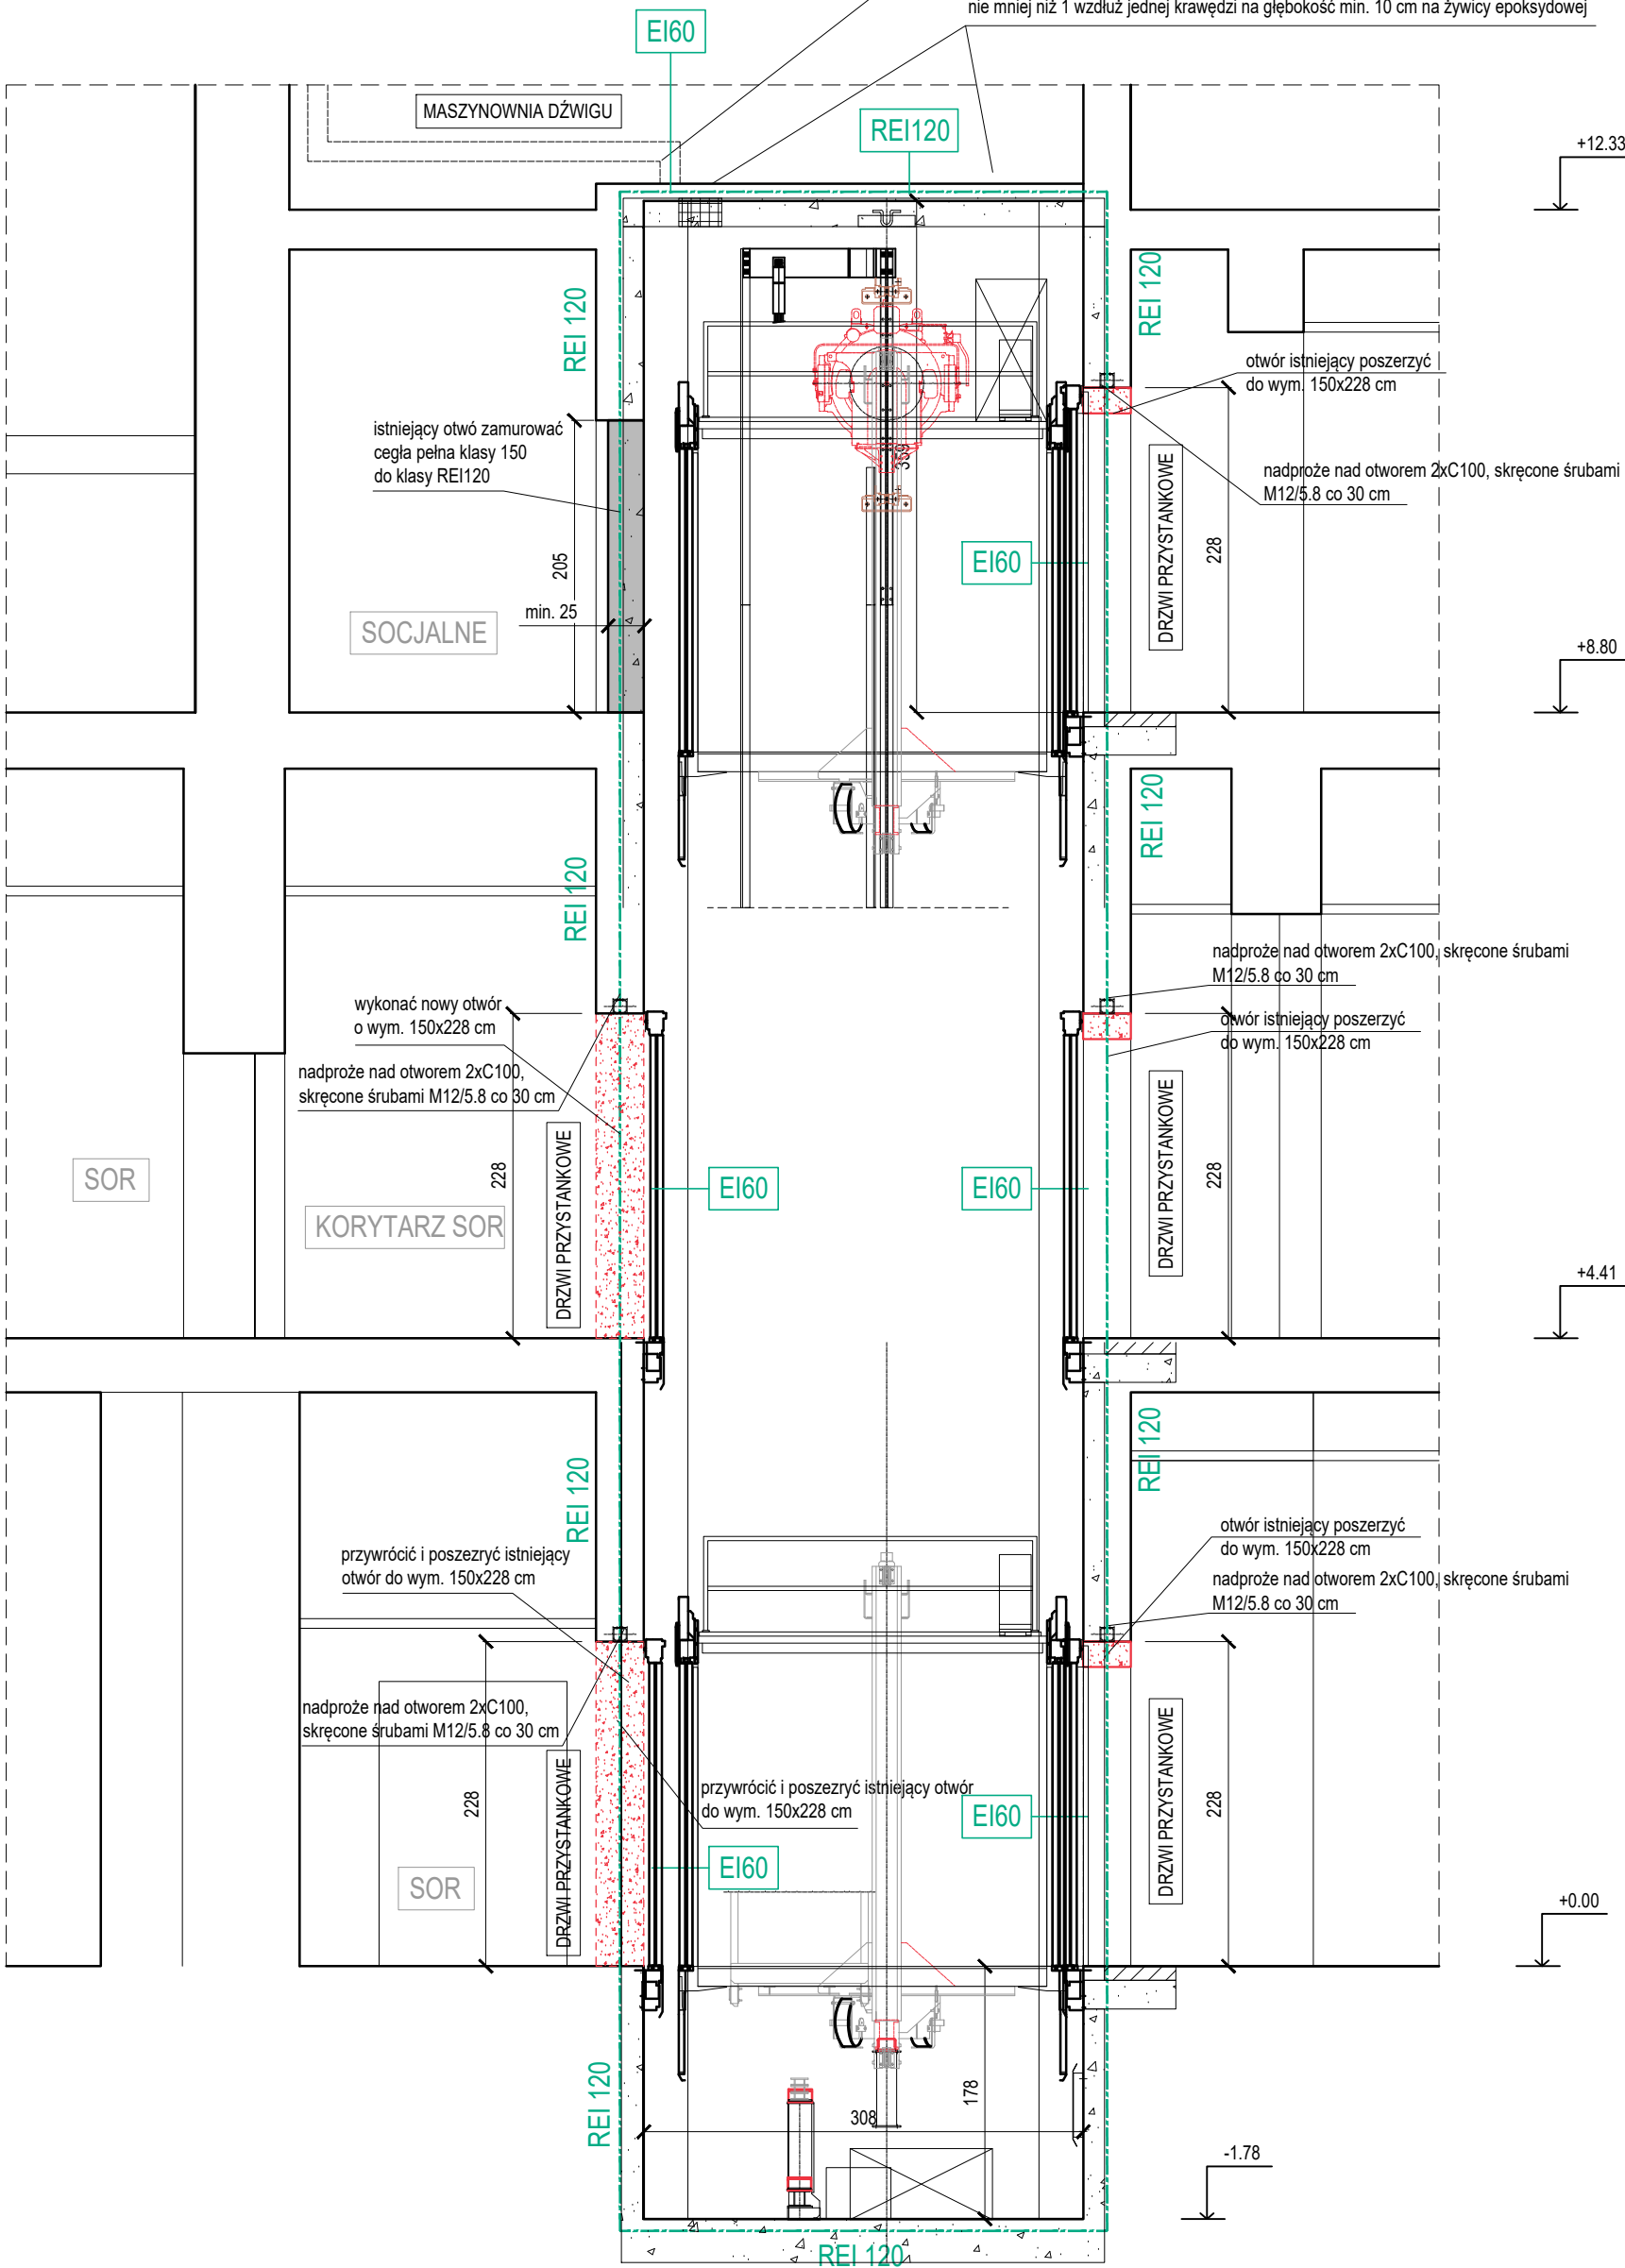 nie mniej niż 1 wzdłuż jednej krawędzi na głębokość min. 10 cm na żywicy epoksydowej
EI60
MASZYNOWNIA DŹWIGU
REI120
+12.33
REI 120
REI 120
otwór istniejący poszerzyć
do wym. 150x228 cm
istniejący otwó zamurować
cegła pełna klasy 150
do klasy REI120
359
nadproże nad otworem 2xC100, skręcone śrubami
M12/5.8 co 30 cm
DRZWI PRZYSTANKOWE
228
EI60
205
min. 25
SOCJALNE
+8.80
REI 120
REI 120
nadproże nad otworem 2xC100, skręcone śrubami
M12/5.8 co 30 cm
wykonać nowy otwór
o wym. 150x228 cm
otwór istniejący poszerzyć
do wym. 150x228 cm
nadproże nad otworem 2xC100,
skręcone śrubami M12/5.8 co 30 cm
DRZWI PRZYSTANKOWE
DRZWI PRZYSTANKOWE
228
228
SOR
EI60
EI60
KORYTARZ SOR
+4.41
REI 120
REI 120
otwór istniejący poszerzyć
do wym. 150x228 cm
przywrócić i poszezryć istniejący
otwór do wym. 150x228 cm
nadproże nad otworem 2xC100, skręcone śrubami
M12/5.8 co 30 cm
nadproże nad otworem 2xC100,
skręcone śrubami M12/5.8 co 30 cm
DRZWI PRZYSTANKOWE
DRZWI PRZYSTANKOWE
przywrócić i poszezryć istniejący otwór
do wym. 150x228 cm
228
228
EI60
EI60
SOR
+0.00
REI 120
178
308
-1.78
REI 120